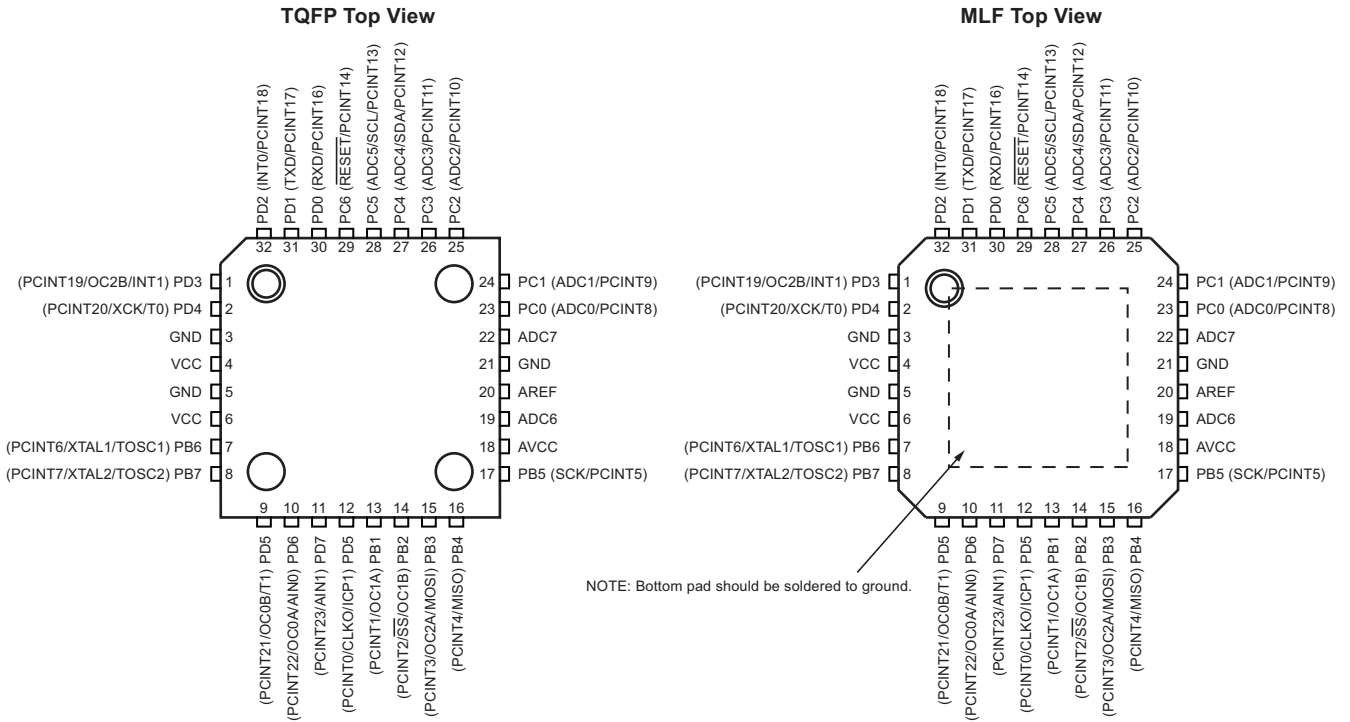 TQFP Top View
PD2 (INT0/PCINT18)
PD1 (TXD/PCINT17)
PD0 (RXD/PCINT16)
PC6 (RESET/PCINT14)
PC5 (ADC5/SCL/PCINT13)
PC4 (ADC4/SDA/PCINT12)
PC3 (ADC3/PCINT11)
PC2 (ADC2/PCINT10)
32 31 30 29 28 27 26 25
(PCINT19/OC2B/INT1) PD3 1
(PCINT20/XCK/T0) PD4 2
GND 3
VCC 4
GND 5
VCC 6
(PCINT6/XTAL1/TOSC1) PB6 7
(PCINT7/XTAL2/TOSC2) PB7 8
24 PC1 (ADC1/PCINT9)
23 PC0 (ADC0/PCINT8)
22 ADC7
21 GND
20 AREF
19 ADC6
18 AVCC
17 PB5 (SCK/PCINT5)
9 10 11 12 13 14 15 16
(PCINT21/OC0B/T1) PD5
(PCINT22/OC0A/AIN0) PD6
(PCINT23/AIN1) PD7
(PCINT0/CLKO/ICP1) PD5
(PCINT1/OC1A) PB1
(PCINT2/SS/OC1B) PB2
(PCINT3/OC2A/MOSI) PB3
(PCINT4/MISO) PB4
MLF Top View
PD2 (INT0/PCINT18)
PD1 (TXD/PCINT17)
PD0 (RXD/PCINT16)
PC6 (RESET/PCINT14)
PC5 (ADC5/SCL/PCINT13)
PC4 (ADC4/SDA/PCINT12)
PC3 (ADC3/PCINT11)
PC2 (ADC2/PCINT10)
32 31 30 29 28 27 26 25
(PCINT19/OC2B/INT1) PD3 1
(PCINT20/XCK/T0) PD4 2
GND 3
VCC 4
GND 5
VCC 6
(PCINT6/XTAL1/TOSC1) PB6 7
(PCINT7/XTAL2/TOSC2) PB7 8
24 PC1 (ADC1/PCINT9)
23 PC0 (ADC0/PCINT8)
22 ADC7
21 GND
20 AREF
19 ADC6
18 AVCC
17 PB5 (SCK/PCINT5)
9 10 11 12 13 14 15 16
(PCINT21/OC0B/T1) PD5
(PCINT22/OC0A/AIN0) PD6
(PCINT23/AIN1) PD7
(PCINT0/CLKO/ICP1) PD5
(PCINT1/OC1A) PB1
(PCINT2/SS/OC1B) PB2
(PCINT3/OC2A/MOSI) PB3
(PCINT4/MISO) PB4
NOTE: Bottom pad should be soldered to ground.